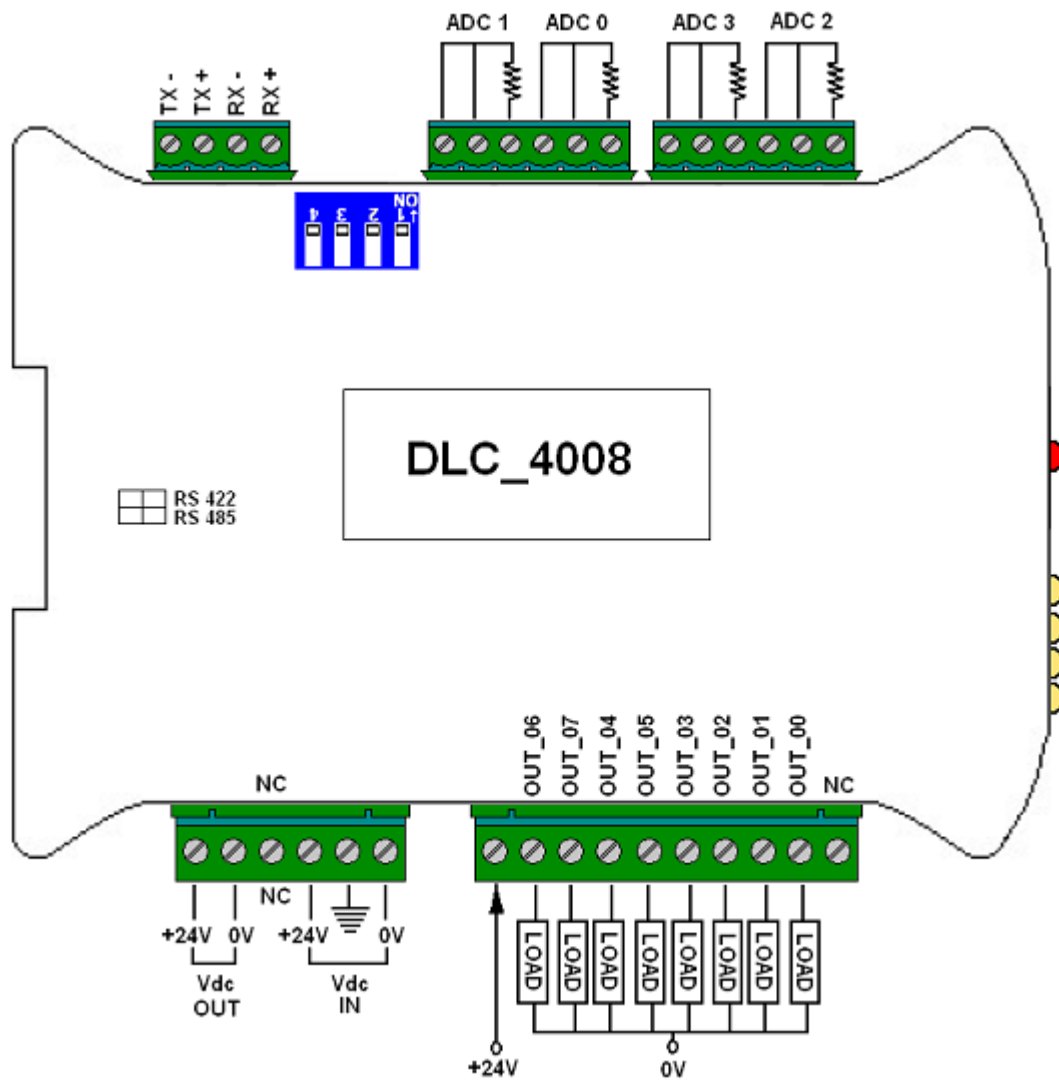 ADC 1 ADC 0 ADC 3 ADC 2
TX - TX + RX - RX +
ON
4 3 2 1
DLC_4008
RS 422
RS 485
OUT_06 OUT_07 OUT_04 OUT_05 OUT_03 OUT_02 OUT_01 OUT_00 NC
NC
NC
+24V 0V +24V 0V
Vdc OUT
Vdc IN
LOAD LOAD LOAD LOAD LOAD LOAD LOAD LOAD
+24V 0V